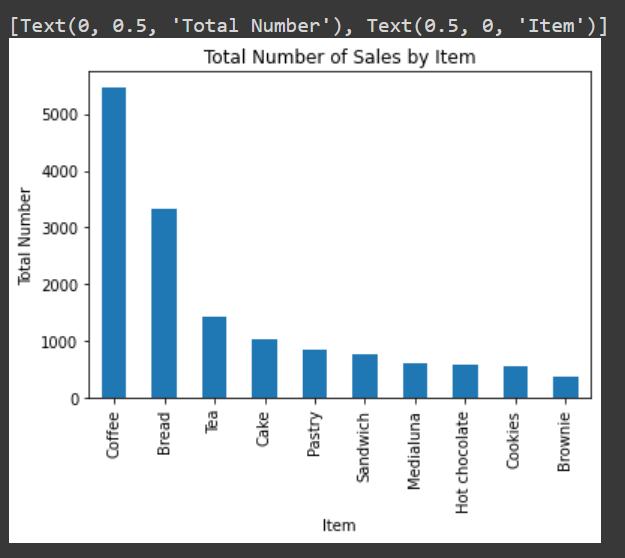 [Text(0, 0.5, 'Total Number'), Text(0.5, 0, 'Item')]
Total Number of Sales by Item
Total Number
5000
4000
3000
2000
1000
0
Coffee
Bread
Tea
Cake
Pastry
Sandwich
Medialuna
Hot chocolate
Cookies
Brownie
Item